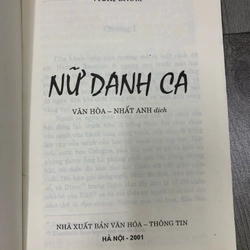 NỮ DANH CA
VĂN HÒA – NHẤT ANH dịch
NHÀ XUẤT BẢN VĂN HÓA – THÔNG TIN
HÀ NỘI - 2001